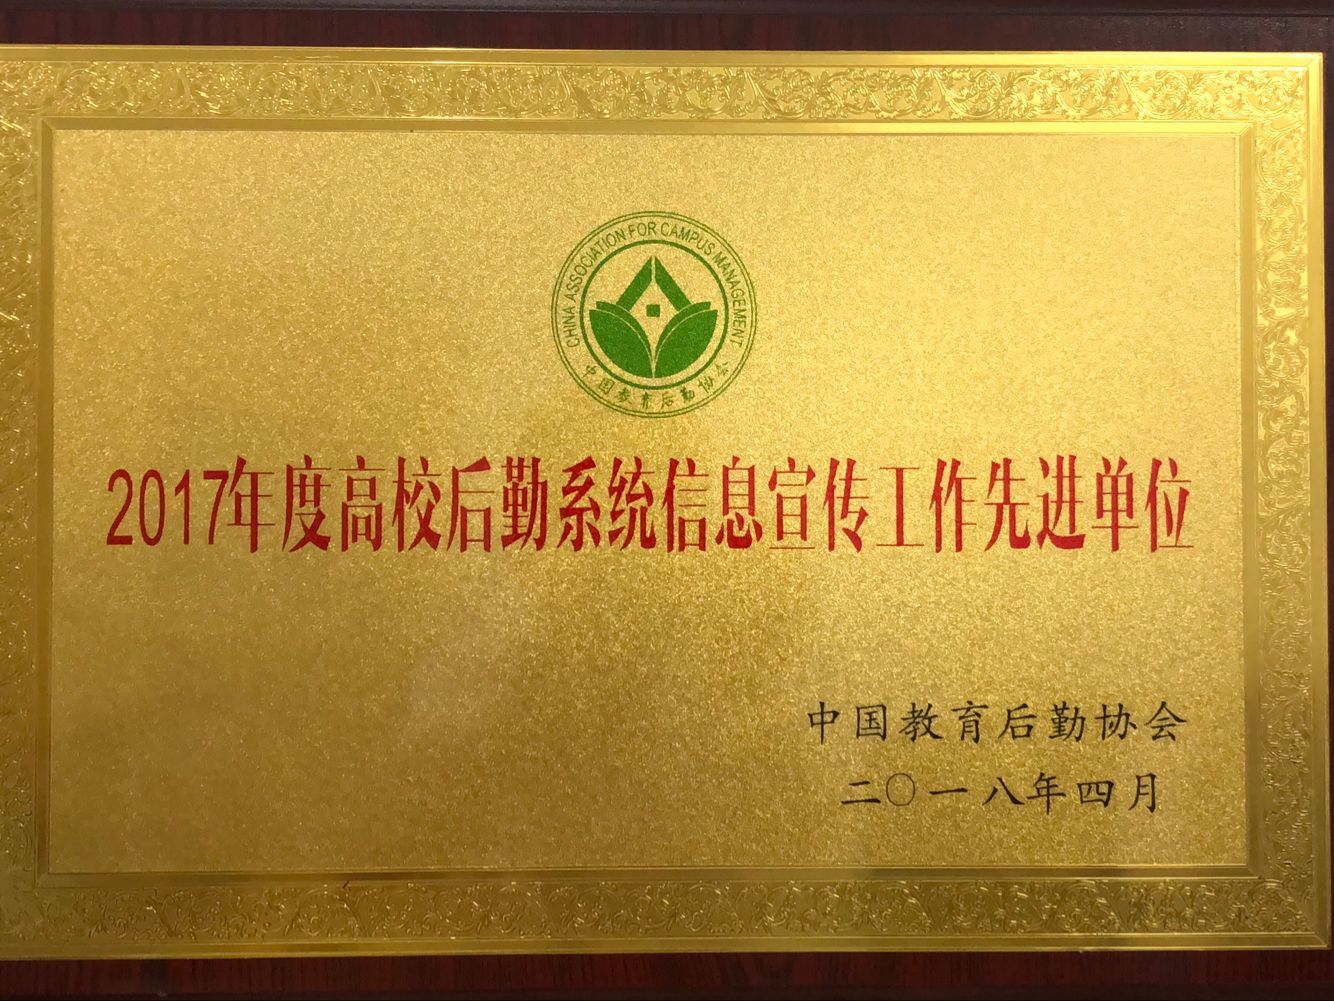 CHINA ASSOCIATION FOR CAMPUS MANAGEMENT
中国教育后勤协会
2017年度高校后勤系统信息宣传工作先进单位
中国教育后勤协会
二〇一八年四月